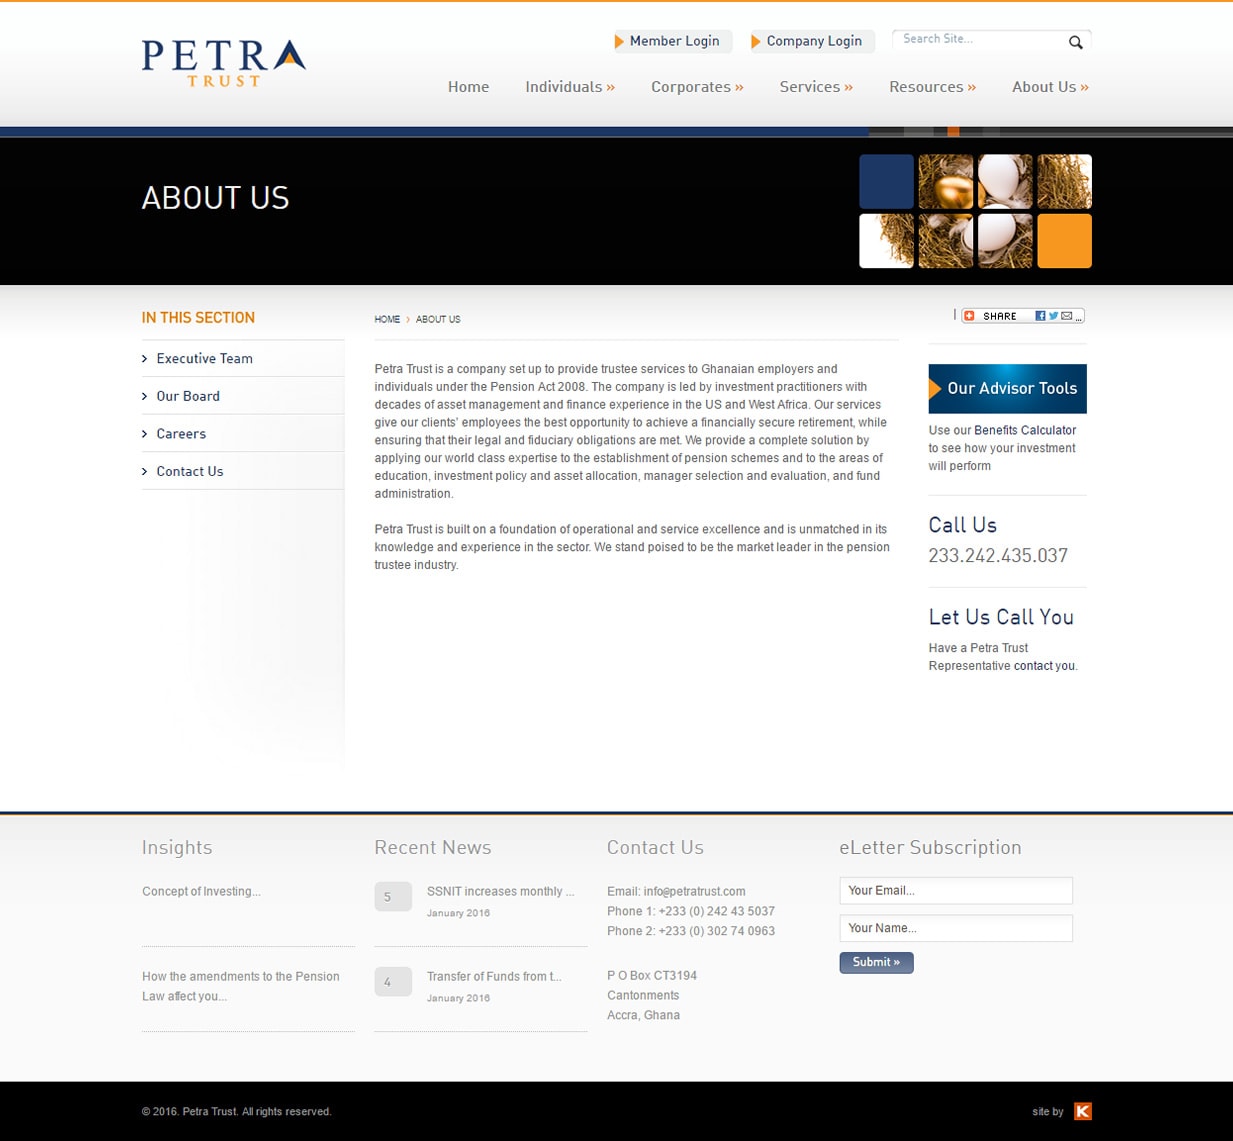 PETRA
TRUST
Member Login
Company Login
Search Site...
Home
Individuals »
Corporates »
Services »
Resources »
About Us »
ABOUT US
IN THIS SECTION
Executive Team
Our Board
Careers
Contact Us
HOME > ABOUT US
Petra Trust is a company set up to provide trustee services to Ghanaian employers and
individuals under the Pension Act 2008. The company is led by investment practitioners with
decades of asset management and finance experience in the US and West Africa. Our services
give our clients' employees the best opportunity to achieve a financially secure retirement, while
ensuring that their legal and fiduciary obligations are met. We provide a complete solution by
applying our world class expertise to the establishment of pension schemes and to the areas of
education, investment policy and asset allocation, manager selection and evaluation, and fund
administration.
Petra Trust is built on a foundation of operational and service excellence and is unmatched in its
knowledge and experience in the sector. We stand poised to be the market leader in the pension
trustee industry.
| SHARE ...
Our Advisor Tools
Use our Benefits Calculator
to see how your investment
will perform
Call Us
233.242.435.037
Let Us Call You
Have a Petra Trust
Representative contact you.
Insights
Concept of Investing...
How the amendments to the Pension
Law affect you...
Recent News
5
SSNIT increases monthly ...
January 2016
4
Transfer of Funds from t...
January 2016
Contact Us
Email: info@petratrust.com
Phone 1: +233 (0) 242 43 5037
Phone 2: +233 (0) 302 74 0963
P O Box CT3194
Cantonments
Accra, Ghana
eLetter Subscription
Your Email...
Your Name...
Submit »
© 2016. Petra Trust. All rights reserved.
site by K